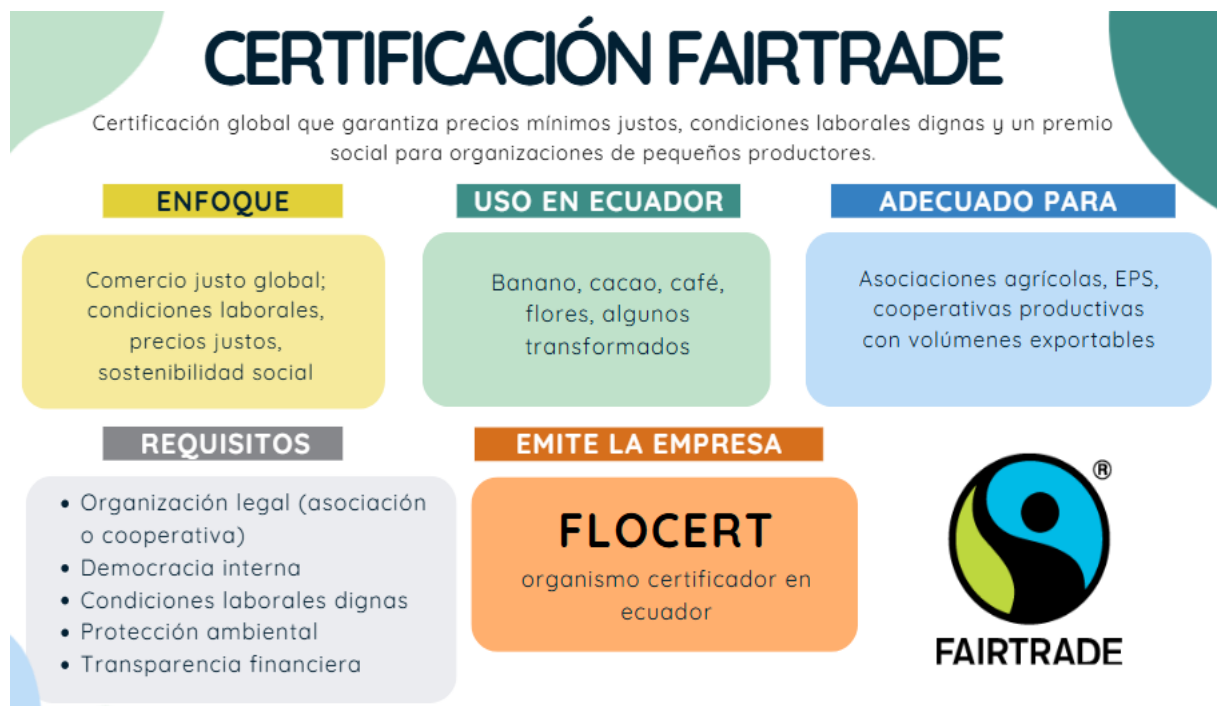 CERTIFICACIÓN FAIRTRADE
Certificación global que garantiza precios mínimos justos, condiciones laborales dignas y un premio
social para organizaciones de pequeños productores.
ENFOQUE
Comercio justo global;
condiciones laborales,
precios justos,
sostenibilidad social
USO EN ECUADOR
Banano, cacao, café,
flores, algunos
transformados
ADECUADO PARA
Asociaciones agrícolas, EPS,
cooperativas productivas
con volúmenes exportables
REQUISITOS
• Organización legal (asociación
o cooperativa)
• Democracia interna
• Condiciones laborales dignas
• Protección ambiental
• Transparencia financiera
EMITE LA EMPRESA
FLOCERT
organismo certificador en
ecuador
®
FAIRTRADE